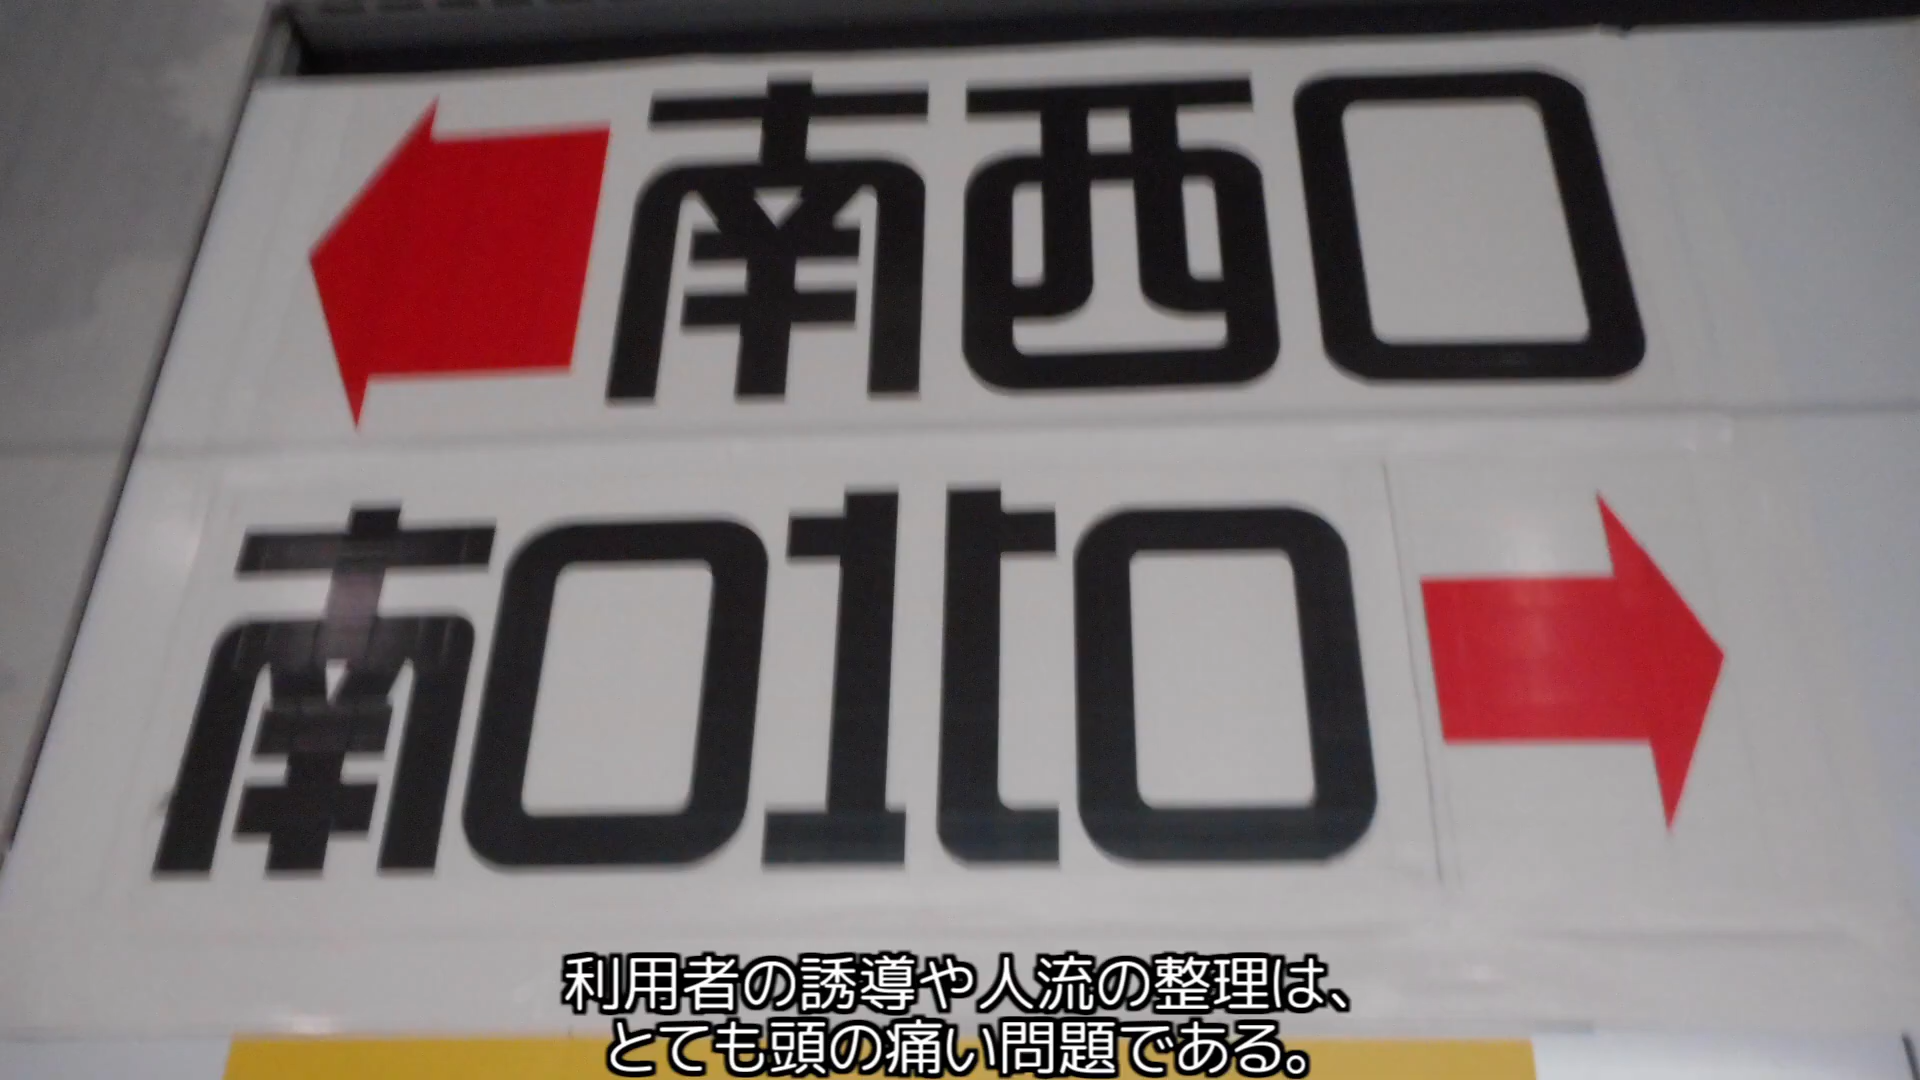 南西口
南口北口
利用者の誘導や人流の整理は、
とても頭の痛い問題である。